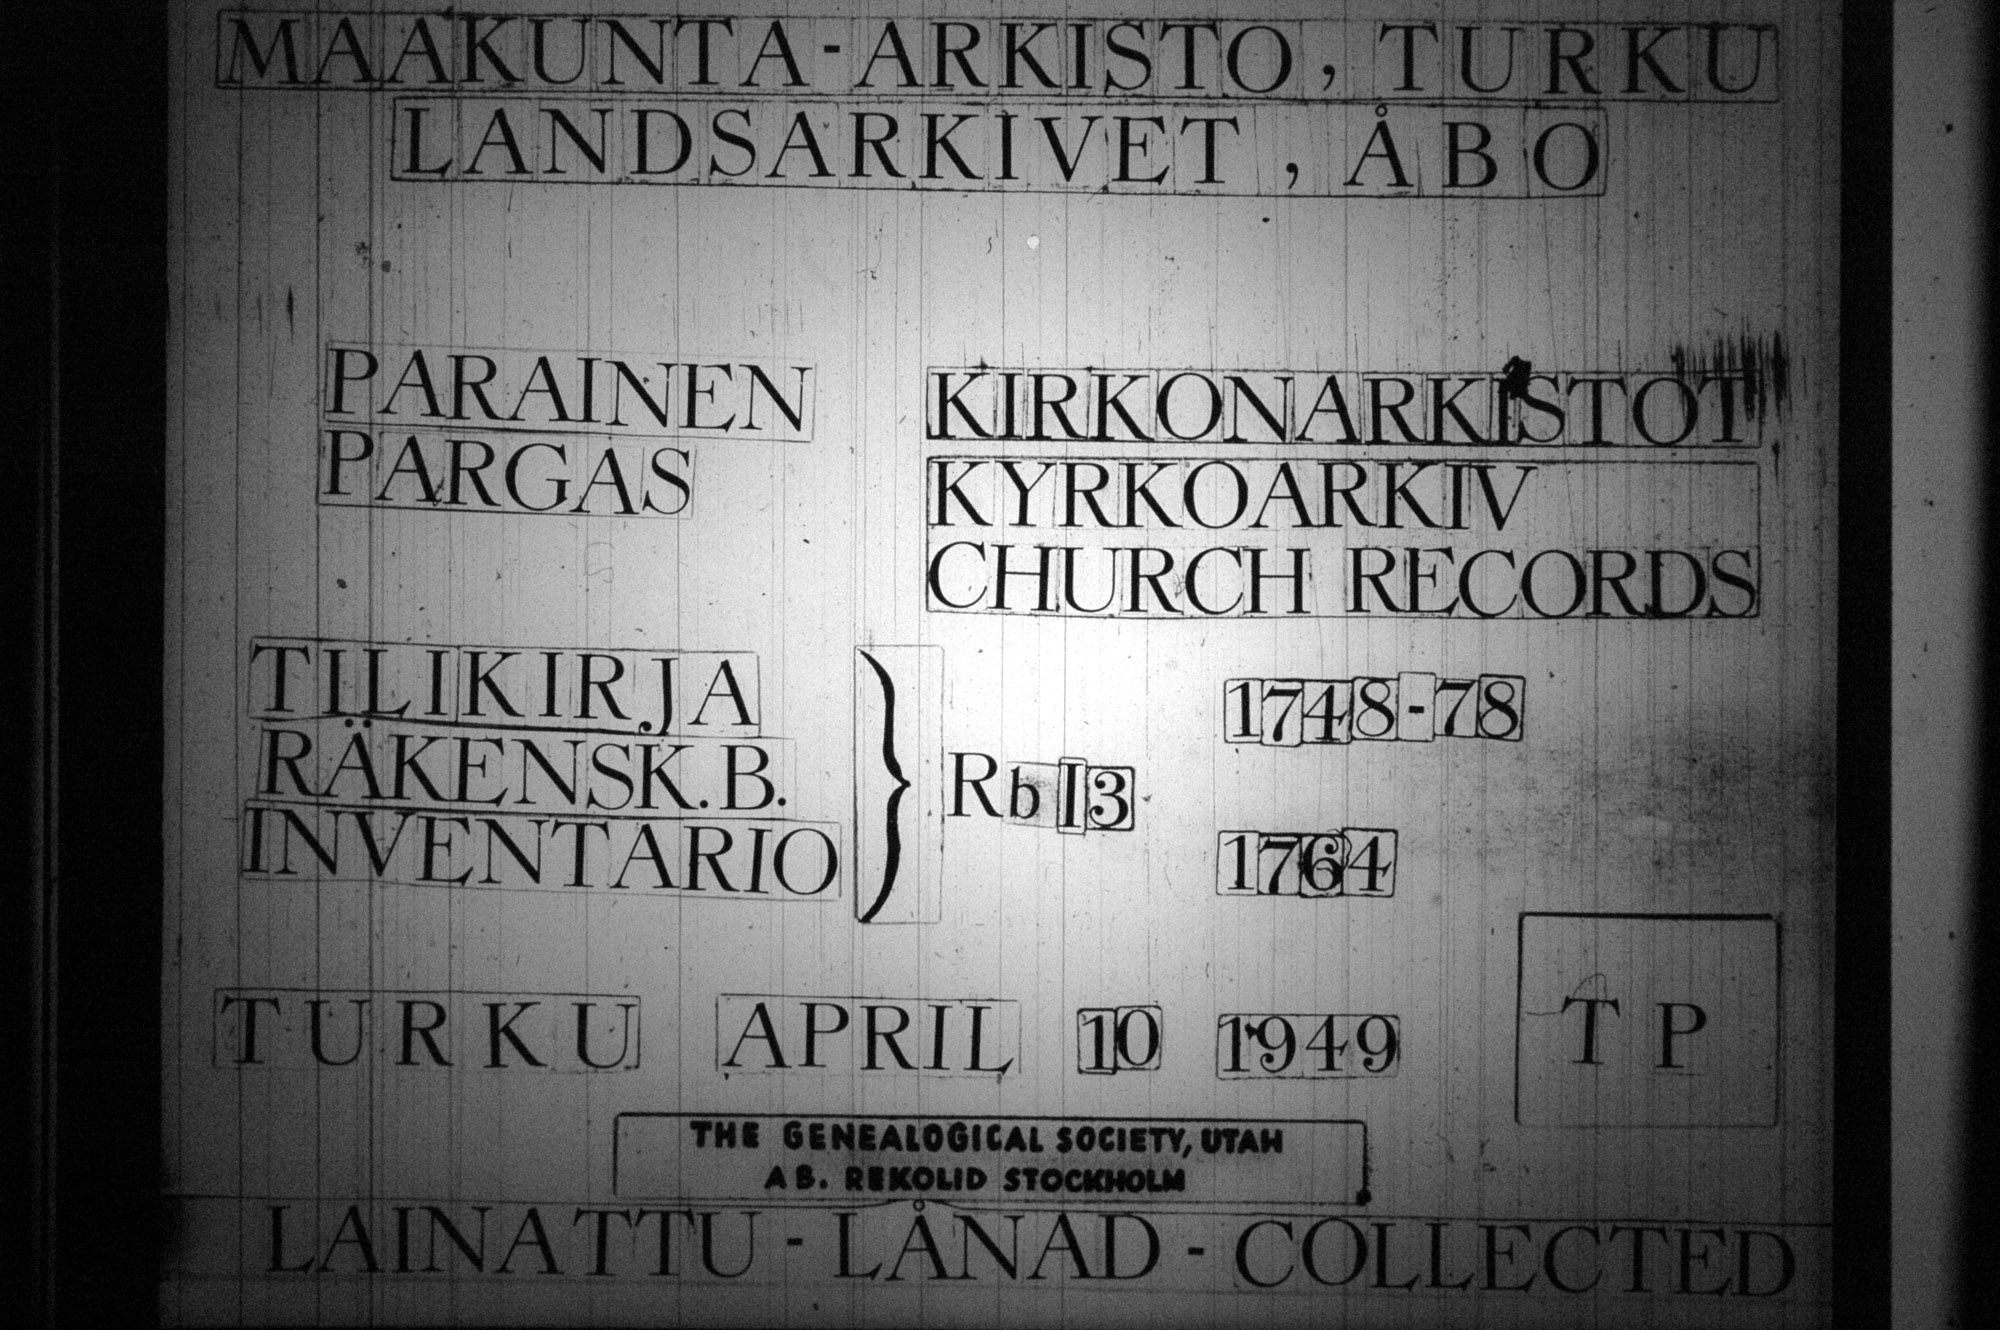 MAAKUNTA-ARKISTO, TURKU
LANDSARKIVET, ÅBO
PARAINEN
PARGAS
KIRKONARKISTOT
KYRKOARKIV
CHURCH RECORDS
TILIKIRJA
RÄKENSK.B.
INVENTARIO
} Rb I3
1748-78
1764
TURKU APRIL 10 1949
TP
THE GENEALOGICAL SOCIETY, UTAH
AB. REKOLID STOCKHOLM
LAINATTU - LÅNAD - COLLECTED